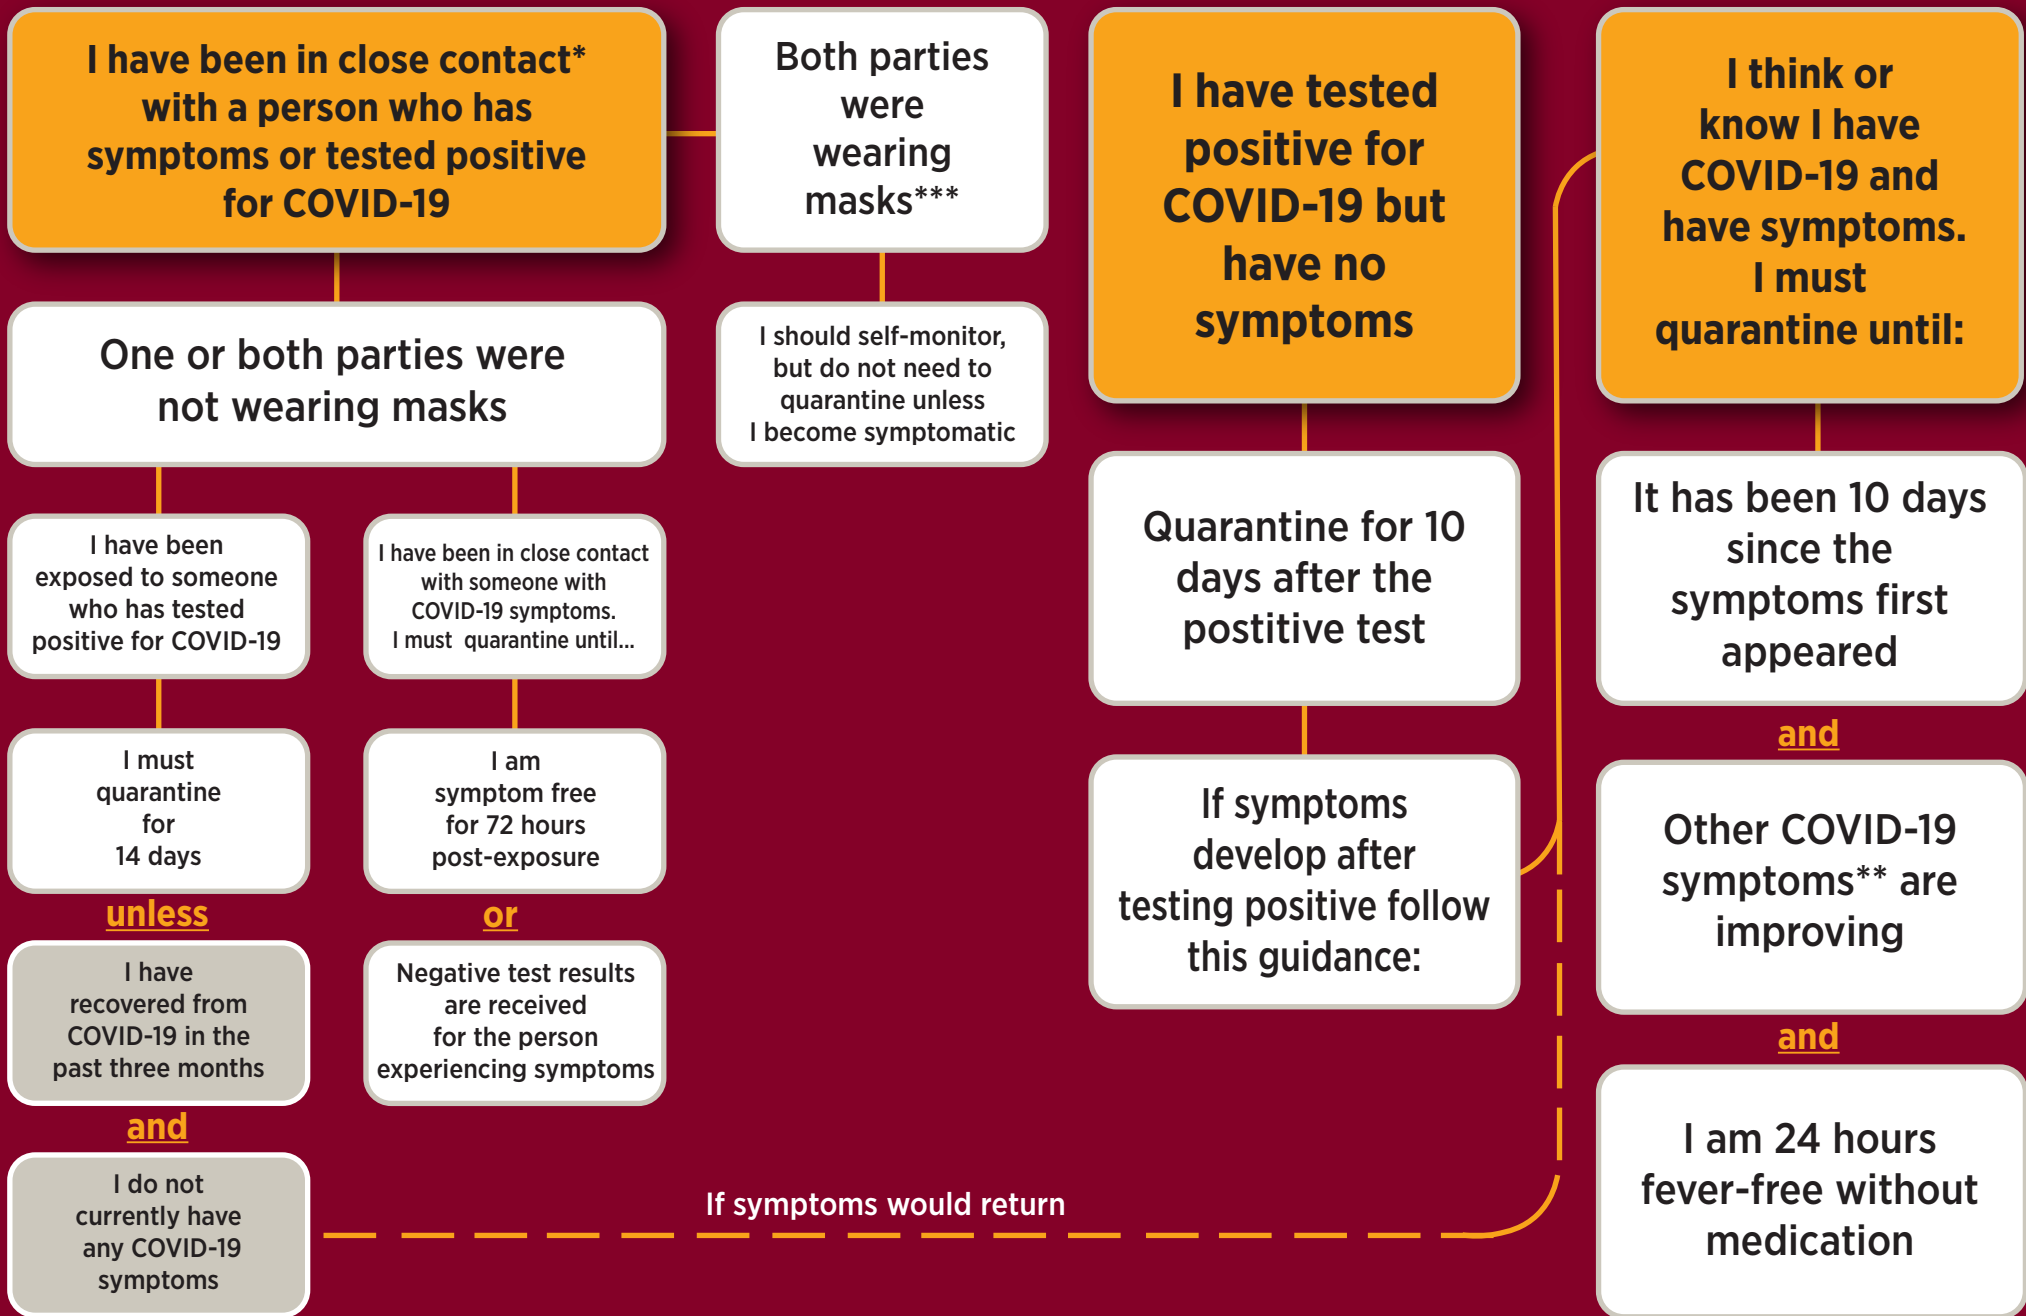 I have been in close contact*
with a person who has
symptoms or tested positive
for COVID-19
Both parties
were
wearing
masks***
I should self-monitor,
but do not need to
quarantine unless
I become symptomatic
One or both parties were
not wearing masks
I have been
exposed to someone
who has tested
positive for COVID-19
I must
quarantine
for
14 days
unless
I have
recovered from
COVID-19 in the
past three months
and
I do not
currently have
any COVID-19
symptoms
I have been in close contact
with someone with
COVID-19 symptoms.
I must quarantine until...
I am
symptom free
for 72 hours
post-exposure
or
Negative test results
are received
for the person
experiencing symptoms
If symptoms would return
I have tested
positive for
COVID-19 but
have no
symptoms
Quarantine for 10
days after the
postitive test
If symptoms
develop after
testing positive follow
this guidance:
I think or
know I have
COVID-19 and
have symptoms.
I must
quarantine until:
It has been 10 days
since the
symptoms first
appeared
and
Other COVID-19
symptoms** are
improving
and
I am 24 hours
fever-free without
medication